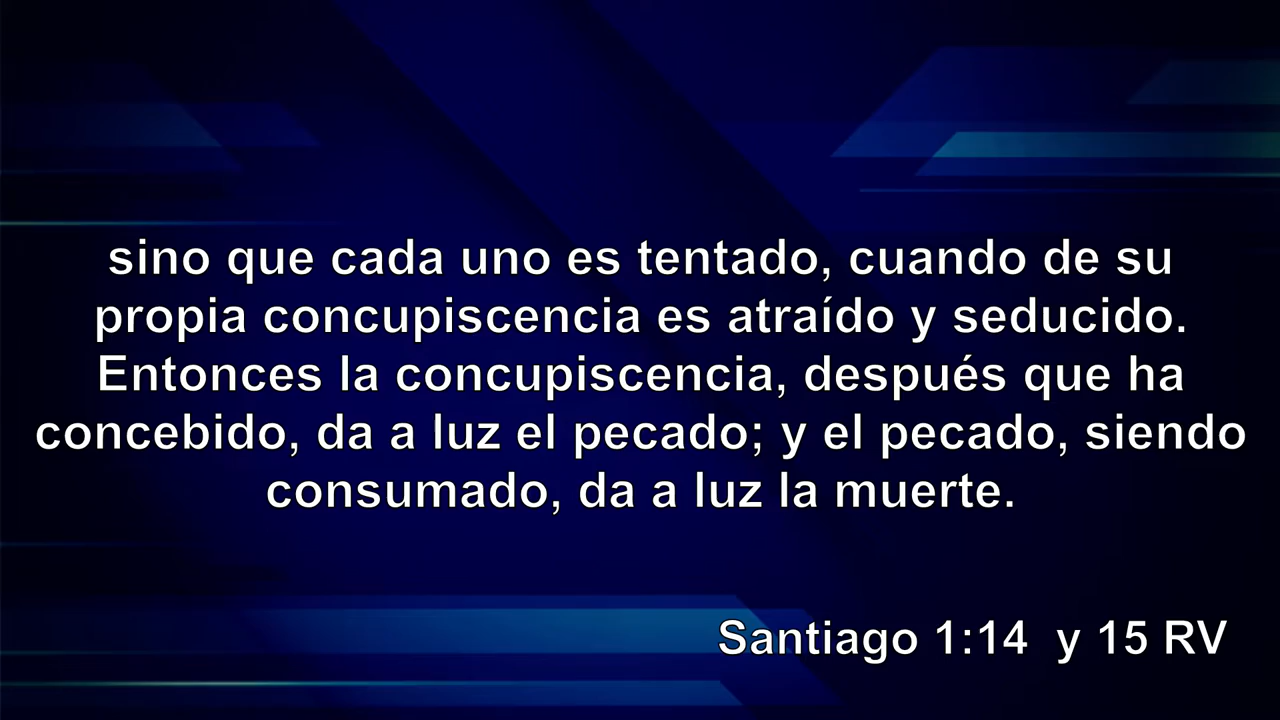 sino que cada uno es tentado, cuando de su
propia concupiscencia es atraído y seducido.
Entonces la concupiscencia, después que ha
concebido, da a luz el pecado; y el pecado, siendo
consumado, da a luz la muerte.
Santiago 1:14  y 15 RV